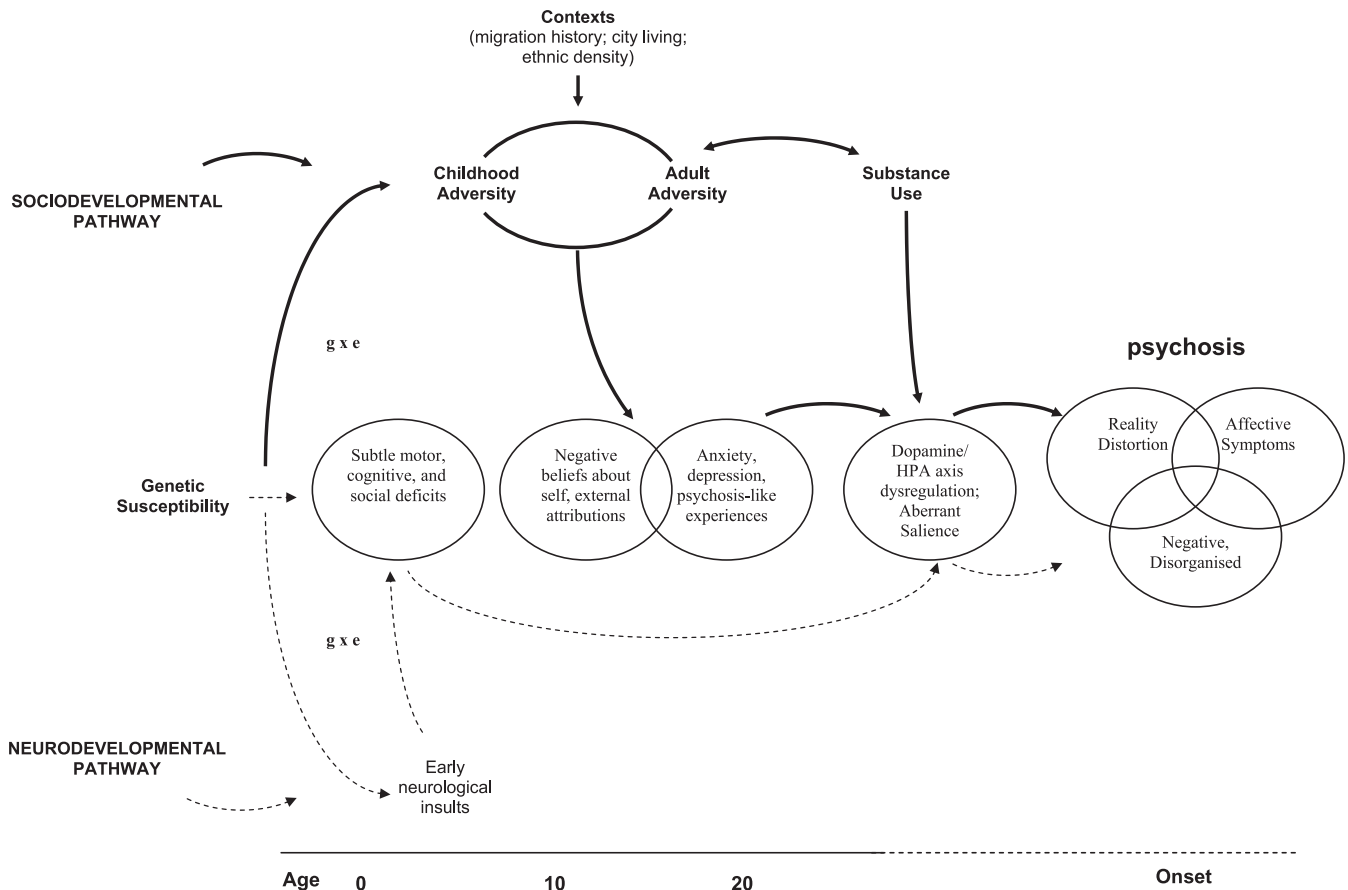 Contexts
(migration history; city living;
ethnic density)
Childhood
Adversity
Adult
Adversity
Substance
Use
SOCIODEVELOPMENTAL
PATHWAY
g x e
psychosis
Genetic
Susceptibility
Subtle motor,
cognitive, and
social deficits
Negative
beliefs about
self, external
attributions
Anxiety,
depression,
psychosis-like
experiences
Dopamine/
HPA axis
dysregulation;
Aberrant
Salience
Reality
Distortion
Affective
Symptoms
Negative,
Disorganised
g x e
NEURODEVELOPMENTAL
PATHWAY
Early
neurological
insults
Age 0 10 20 Onset